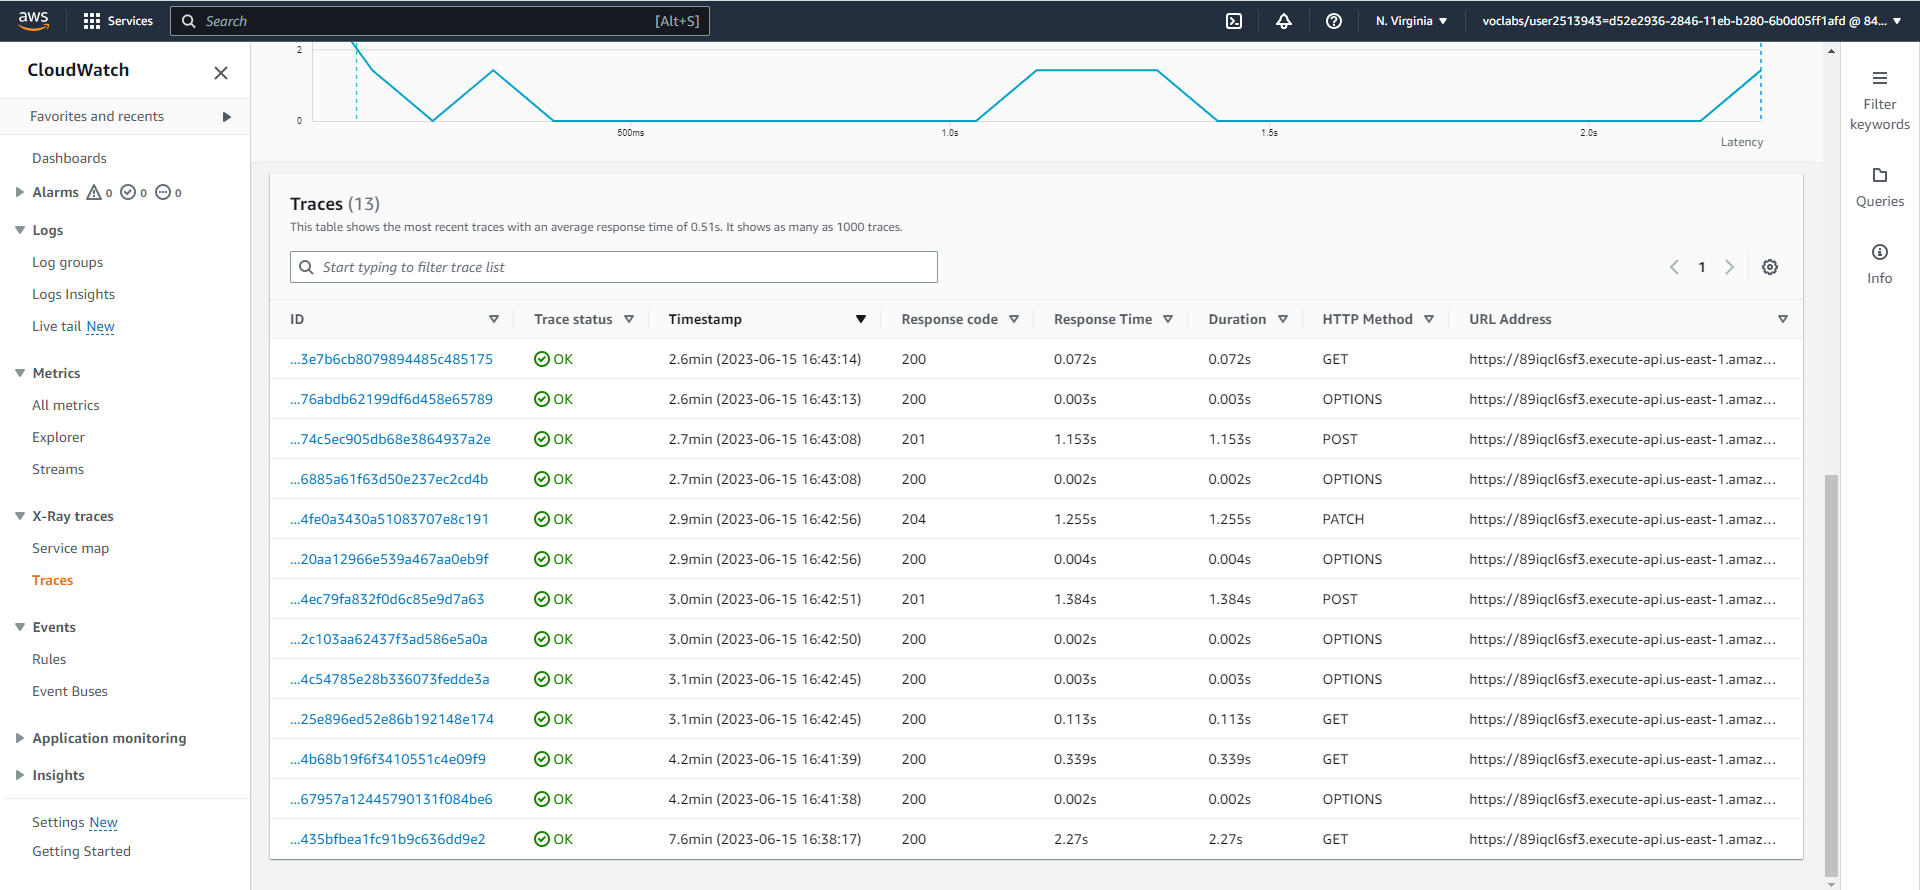 aws
Services
Search
[Alt+S]
N. Virginia
voclabs/user2513943=d52e2936-2846-11eb-b280-6b0d05ff1afd @ 84...
CloudWatch
Favorites and recents
Dashboards
Alarms 0 0 0
Logs
Log groups
Logs Insights
Live tail New
Metrics
All metrics
Explorer
Streams
X-Ray traces
Service map
Traces
Events
Rules
Event Buses
Application monitoring
Insights
Settings New
Getting Started
2
0
500ms 1.0s 1.5s 2.0s
Latency
Traces (13)
This table shows the most recent traces with an average response time of 0.51s. It shows as many as 1000 traces.
Start typing to filter trace list
1
ID Trace status Timestamp Response code Response Time Duration HTTP Method URL Address
...3e7b6cb8079894485c485175 OK 2.6min (2023-06-15 16:43:14) 200 0.072s 0.072s GET https://89iqcl6sf3.execute-api.us-east-1.amaz...
...76abdb62199df6d458e65789 OK 2.6min (2023-06-15 16:43:13) 200 0.003s 0.003s OPTIONS https://89iqcl6sf3.execute-api.us-east-1.amaz...
...74c5ec905db68e3864937a2e OK 2.7min (2023-06-15 16:43:08) 201 1.153s 1.153s POST https://89iqcl6sf3.execute-api.us-east-1.amaz...
...6885a61f63d50e237ec2cd4b OK 2.7min (2023-06-15 16:43:08) 200 0.002s 0.002s OPTIONS https://89iqcl6sf3.execute-api.us-east-1.amaz...
...4fe0a3430a51083707e8c191 OK 2.9min (2023-06-15 16:42:56) 204 1.255s 1.255s PATCH https://89iqcl6sf3.execute-api.us-east-1.amaz...
...20aa12966e539a467aa0eb9f OK 2.9min (2023-06-15 16:42:56) 200 0.004s 0.004s OPTIONS https://89iqcl6sf3.execute-api.us-east-1.amaz...
...4ec79fa832f0d6c85e9d7a63 OK 3.0min (2023-06-15 16:42:51) 201 1.384s 1.384s POST https://89iqcl6sf3.execute-api.us-east-1.amaz...
...2c103aa62437f3ad586e5a0a OK 3.0min (2023-06-15 16:42:50) 200 0.002s 0.002s OPTIONS https://89iqcl6sf3.execute-api.us-east-1.amaz...
...4c54785e28b336073fedde3a OK 3.1min (2023-06-15 16:42:45) 200 0.003s 0.003s OPTIONS https://89iqcl6sf3.execute-api.us-east-1.amaz...
...25e896ed52e86b192148e174 OK 3.1min (2023-06-15 16:42:45) 200 0.113s 0.113s GET https://89iqcl6sf3.execute-api.us-east-1.amaz...
...4b68b19f6f3410551c4e09f9 OK 4.2min (2023-06-15 16:41:39) 200 0.339s 0.339s GET https://89iqcl6sf3.execute-api.us-east-1.amaz...
...67957a12445790131f084be6 OK 4.2min (2023-06-15 16:41:38) 200 0.002s 0.002s OPTIONS https://89iqcl6sf3.execute-api.us-east-1.amaz...
...435bfbea1fc91b9c636dd9e2 OK 7.6min (2023-06-15 16:38:17) 200 2.27s 2.27s GET https://89iqcl6sf3.execute-api.us-east-1.amaz...
Filter
keywords
Queries
Info